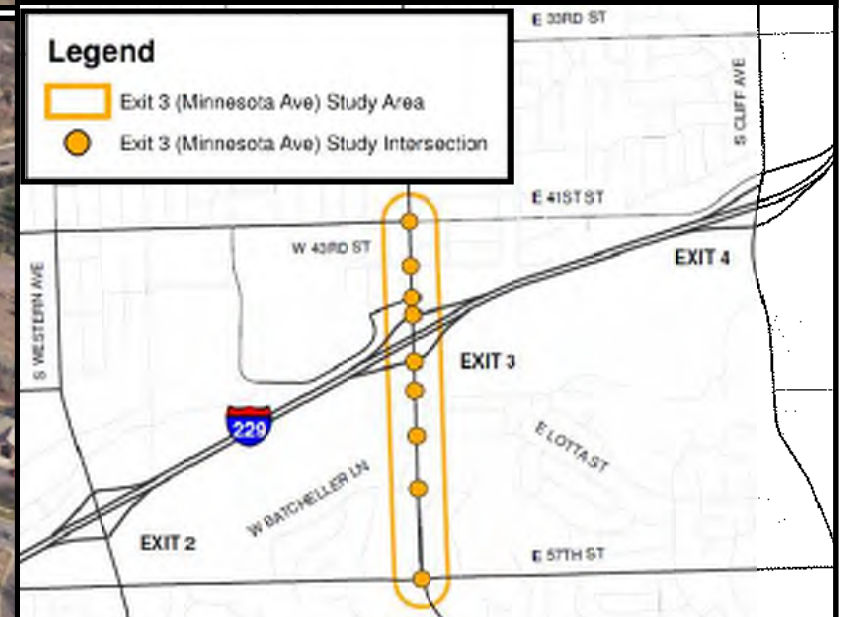 E 33RD ST
Legend
Exit 3 (Minnesota Ave) Study Area
Exit 3 (Minnesota Ave) Study Intersection
S CLIFF AVE
E 41ST ST
W 43RD ST
EXIT 4
S WESTERN AVE
EXIT 3
229
E LOTTA ST
W BATCHELLER LN
EXIT 2
E 57TH ST